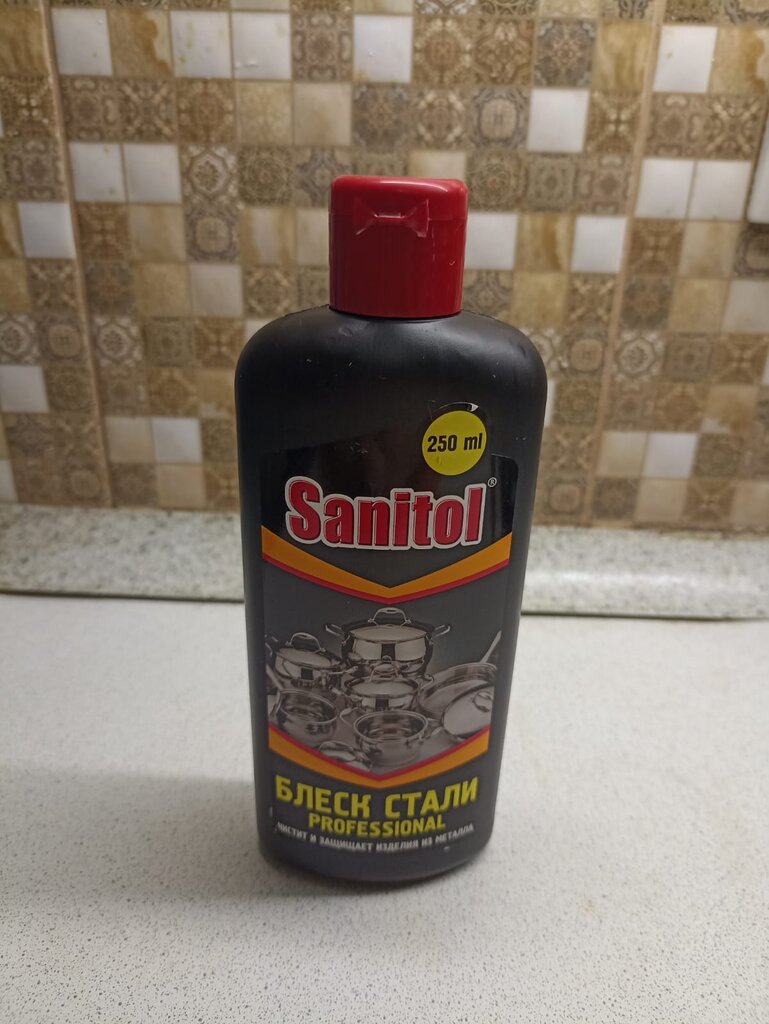 250 ml
Sanitol®
БЛЕСК СТАЛИ
PROFESSIONAL
ЧИСТИТ И ЗАЩИЩАЕТ ИЗДЕЛИЯ ИЗ МЕТАЛЛА